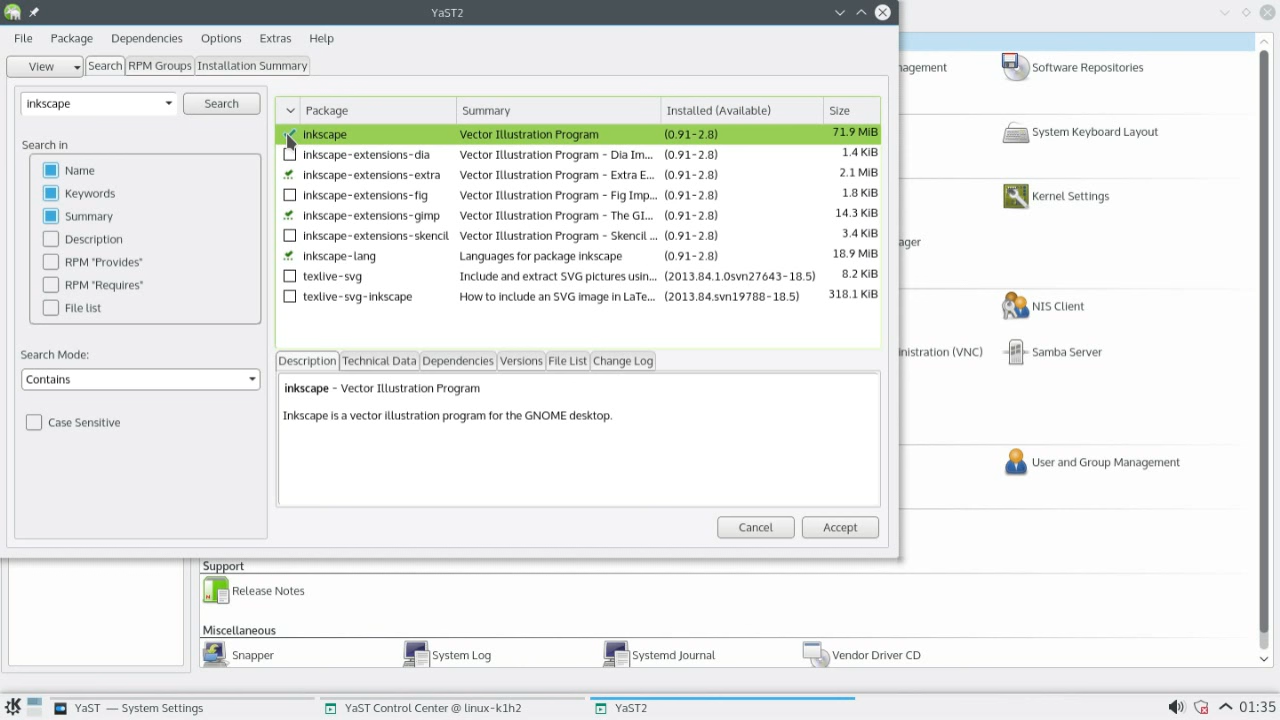 YaST2
File Package Dependencies Options Extras Help
View Search RPM Groups Installation Summary
inkscape Search
Search in
Name
Keywords
Summary
Description
RPM "Provides"
RPM "Requires"
File list
Search Mode:
Contains
Case Sensitive
Package Summary Installed (Available) Size
inkscape Vector Illustration Program (0.91-2.8) 71.9 MiB
inkscape-extensions-dia Vector Illustration Program - Dia Im... (0.91-2.8) 1.4 KiB
inkscape-extensions-extra Vector Illustration Program - Extra E... (0.91-2.8) 2.1 MiB
inkscape-extensions-fig Vector Illustration Program - Fig Imp... (0.91-2.8) 1.8 KiB
inkscape-extensions-gimp Vector Illustration Program - The GI... (0.91-2.8) 14.3 KiB
inkscape-extensions-skencil Vector Illustration Program - Skencil ... (0.91-2.8) 3.4 KiB
inkscape-lang Languages for package inkscape (0.91-2.8) 18.9 MiB
texlive-svg Include and extract SVG pictures usin... (2013.84.1.0svn27643-18.5) 8.2 KiB
texlive-svg-inkscape How to include an SVG image in LaTe... (2013.84.svn19788-18.5) 318.1 KiB
Description Technical Data Dependencies Versions File List Change Log
inkscape - Vector Illustration Program
Inkscape is a vector illustration program for the GNOME desktop.
Cancel Accept
nagement Software Repositories
System Keyboard Layout
Kernel Settings
ager
NIS Client
inistration (VNC) Samba Server
User and Group Management
Support
Release Notes
Miscellaneous
Snapper System Log Systemd Journal Vendor Driver CD
YaST — System Settings YaST Control Center @ linux-k1h2 YaST2 01:35